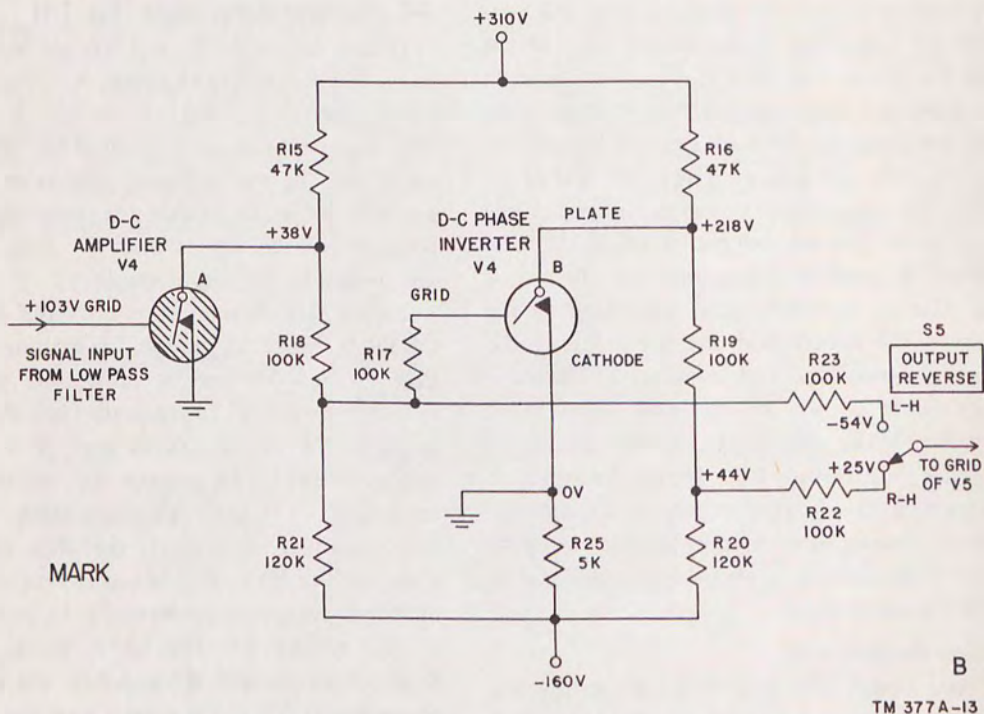 +310V
R15
47K
R16
47K
D-C
AMPLIFIER
V4
+38V
D-C PHASE
INVERTER
V4
PLATE
+218V
A
B
+103V GRID
GRID
SIGNAL INPUT
FROM LOW PASS
FILTER
R18
100K
R17
100K
CATHODE
R19
100K
R23
100K
S5
OUTPUT
REVERSE
L-H
-54V
+44V
+25V
TO GRID
OF V5
R-H
R22
100K
0V
R21
120K
R25
5K
R20
120K
MARK
-160V
B
TM 377A-13